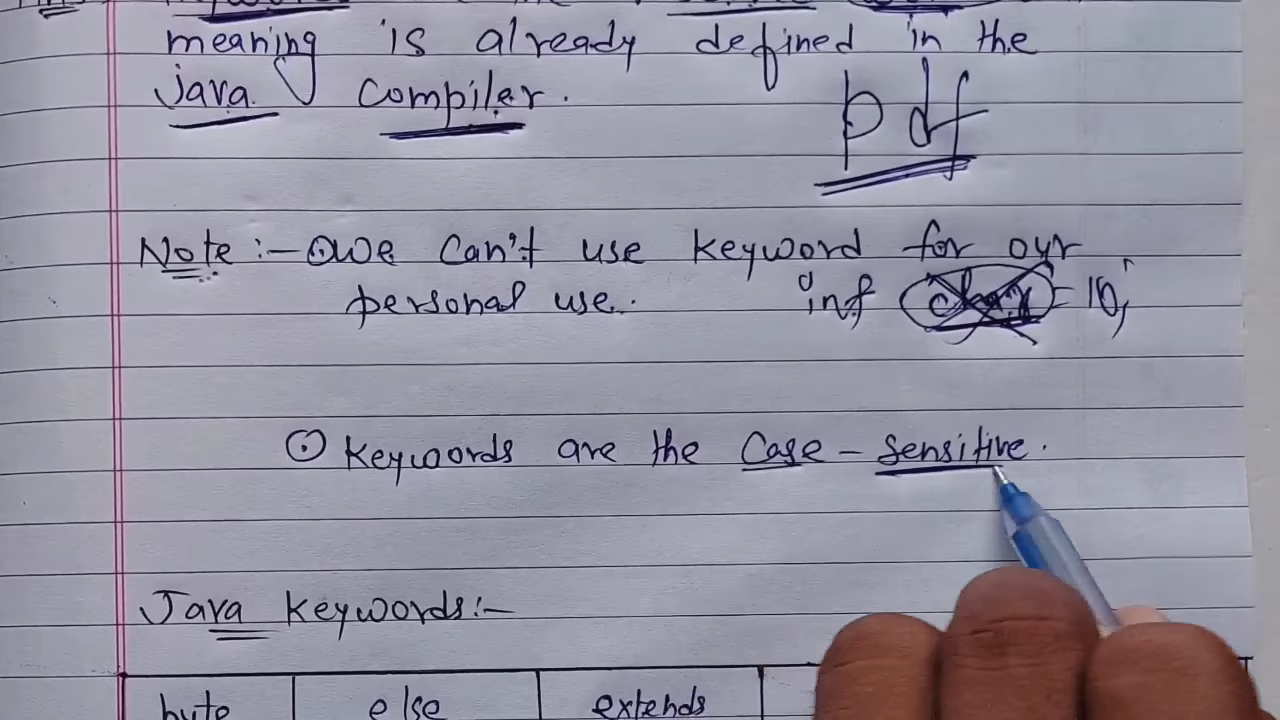 meaning is already defined in the
java compiler.
pdf
Note :- ⊙we can't use keyword for our
personal use. int = 10;
⊙ Keywords are the Case - Sensitive.
Java Keywords:-
byte else extends